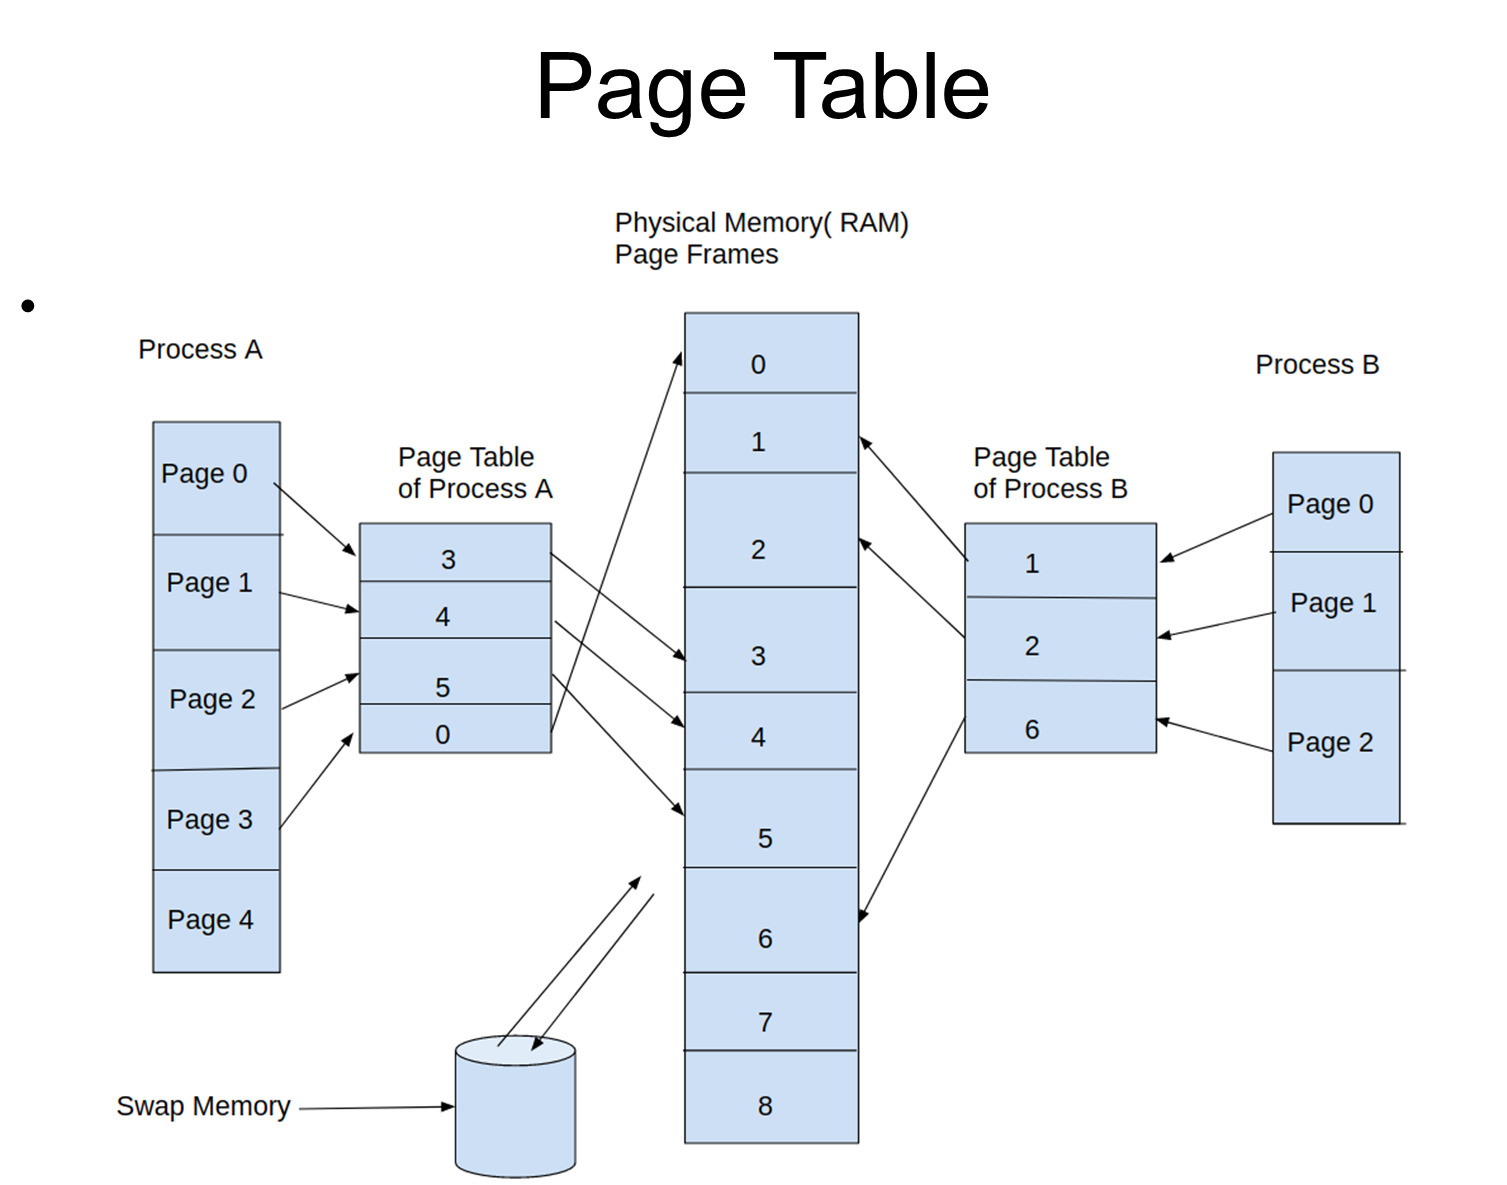 Page Table
Physical Memory( RAM)
Page Frames
•
Process A
Page 0
Page 1
Page 2
Page 3
Page 4
Page Table
of Process A
3
4
5
0
0
1
2
3
4
5
6
7
8
Page Table
of Process B
1
2
6
Process B
Page 0
Page 1
Page 2
Swap Memory